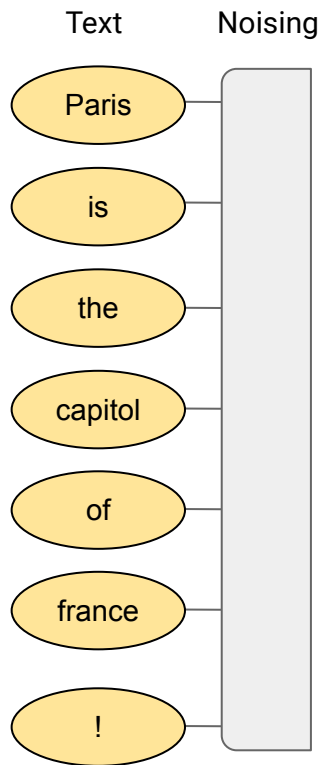 Text Noising
Paris
is
the
capitol
of
france
!